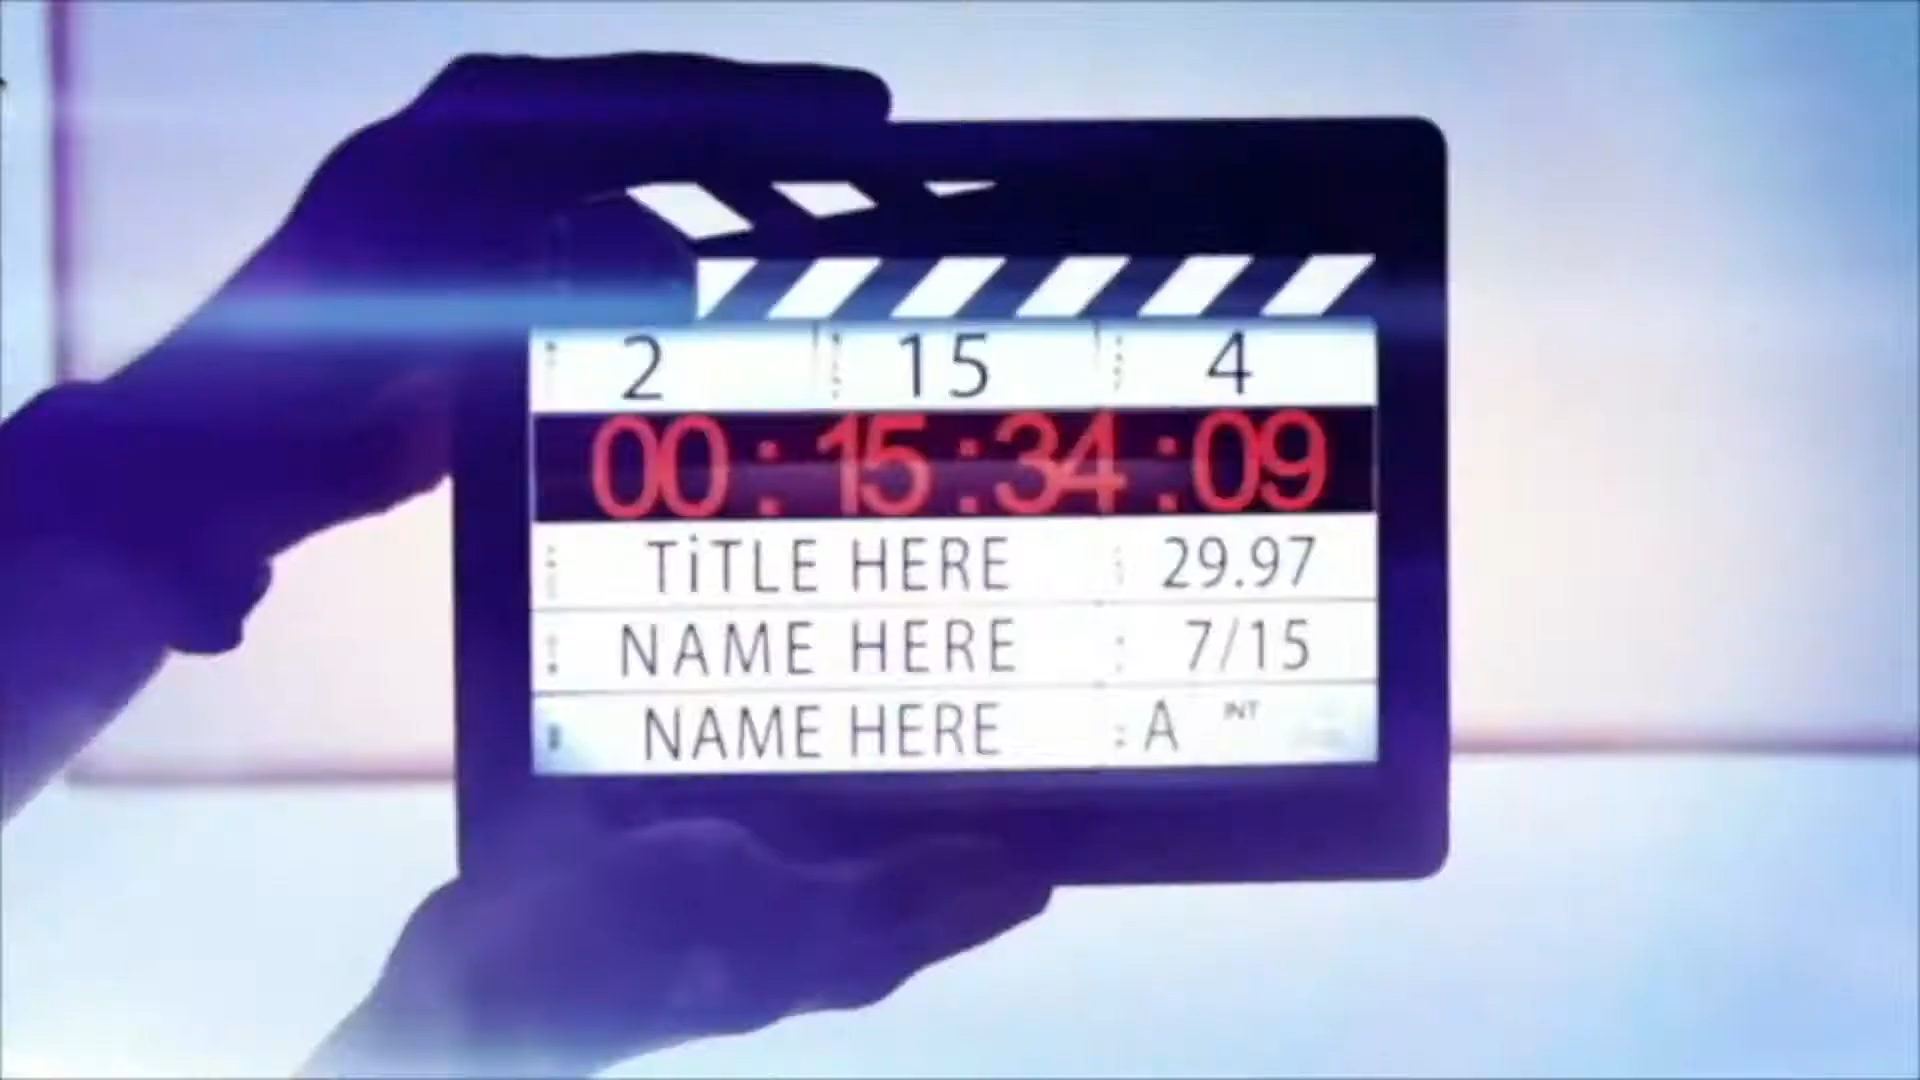 2 15 4
00:15:34:09
TiTLE HERE 29.97
NAME HERE 7/15
NAME HERE A INT